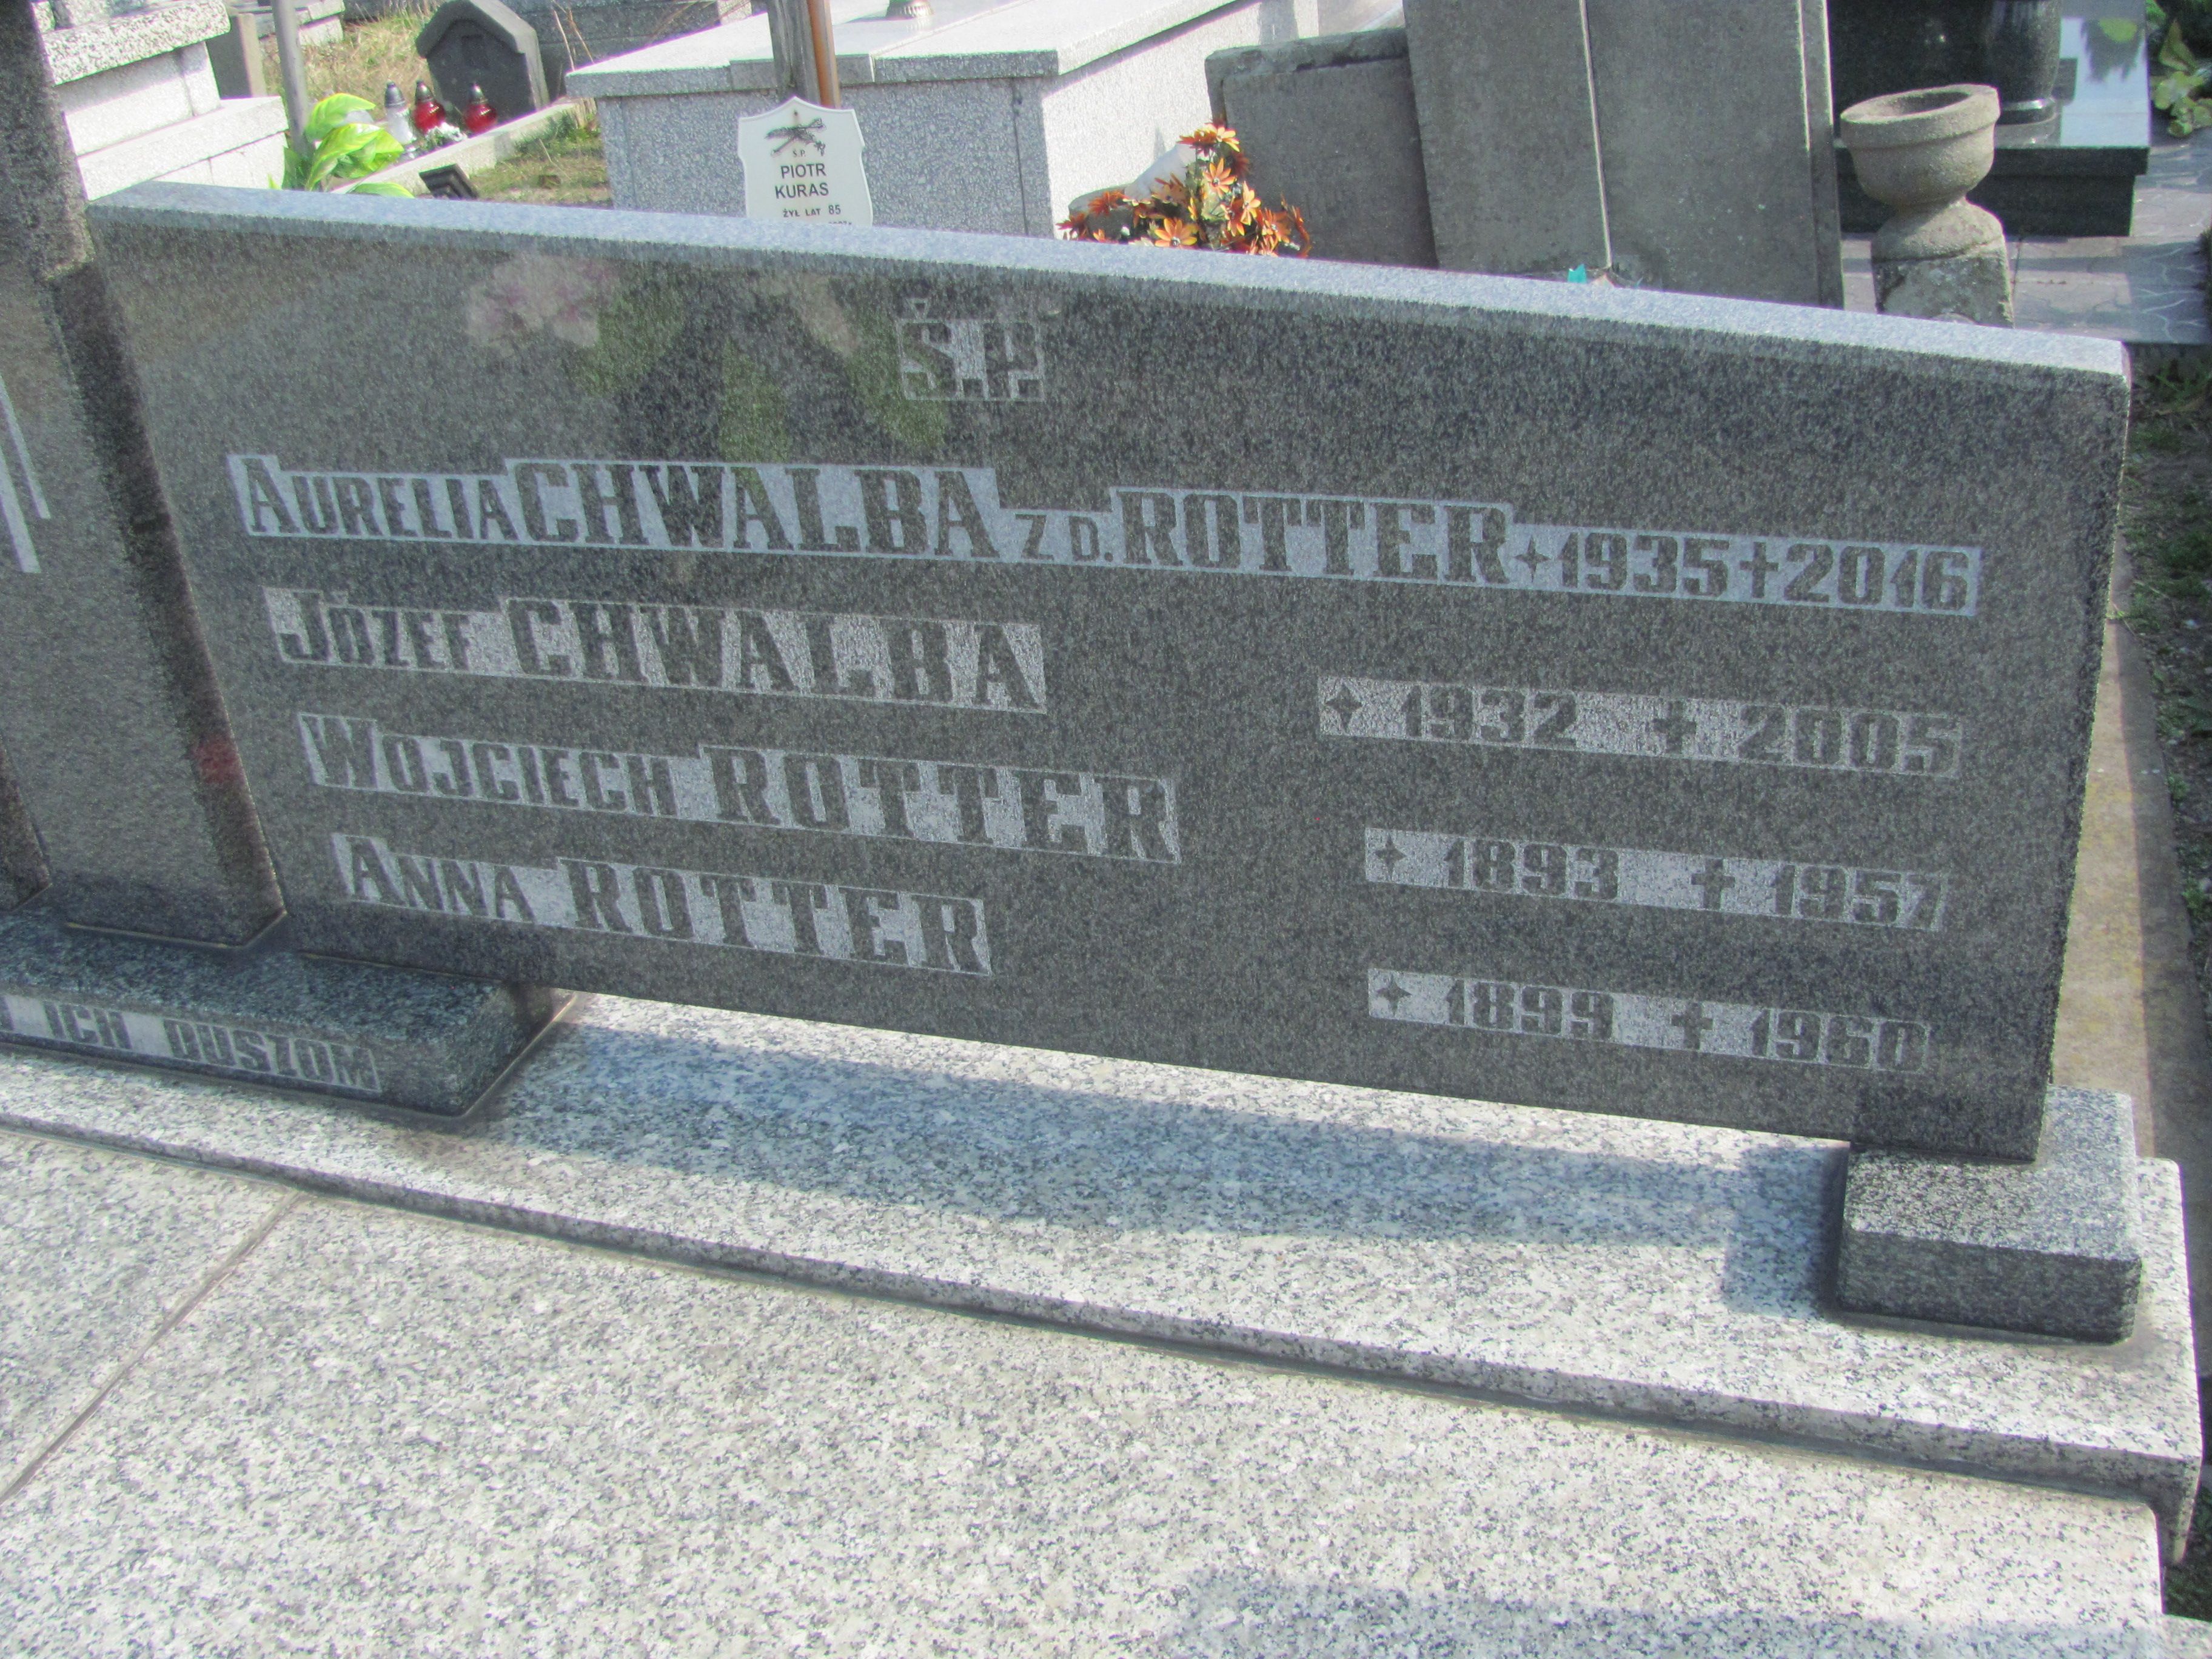 Ś.P.
PIOTR
KURAS
ŻYŁ LAT 85
Ś.P.
AURELIA CHWALBA Z D. ROTTER ✦ 1935 ✝ 2016
JÓZEF CHWALBA ✦ 1932 ✝ 2005
WOJCIECH ROTTER ✦ 1893 ✝ 1957
ANNA ROTTER ✦ 1899 ✝ 1960
ICH DUSZOM